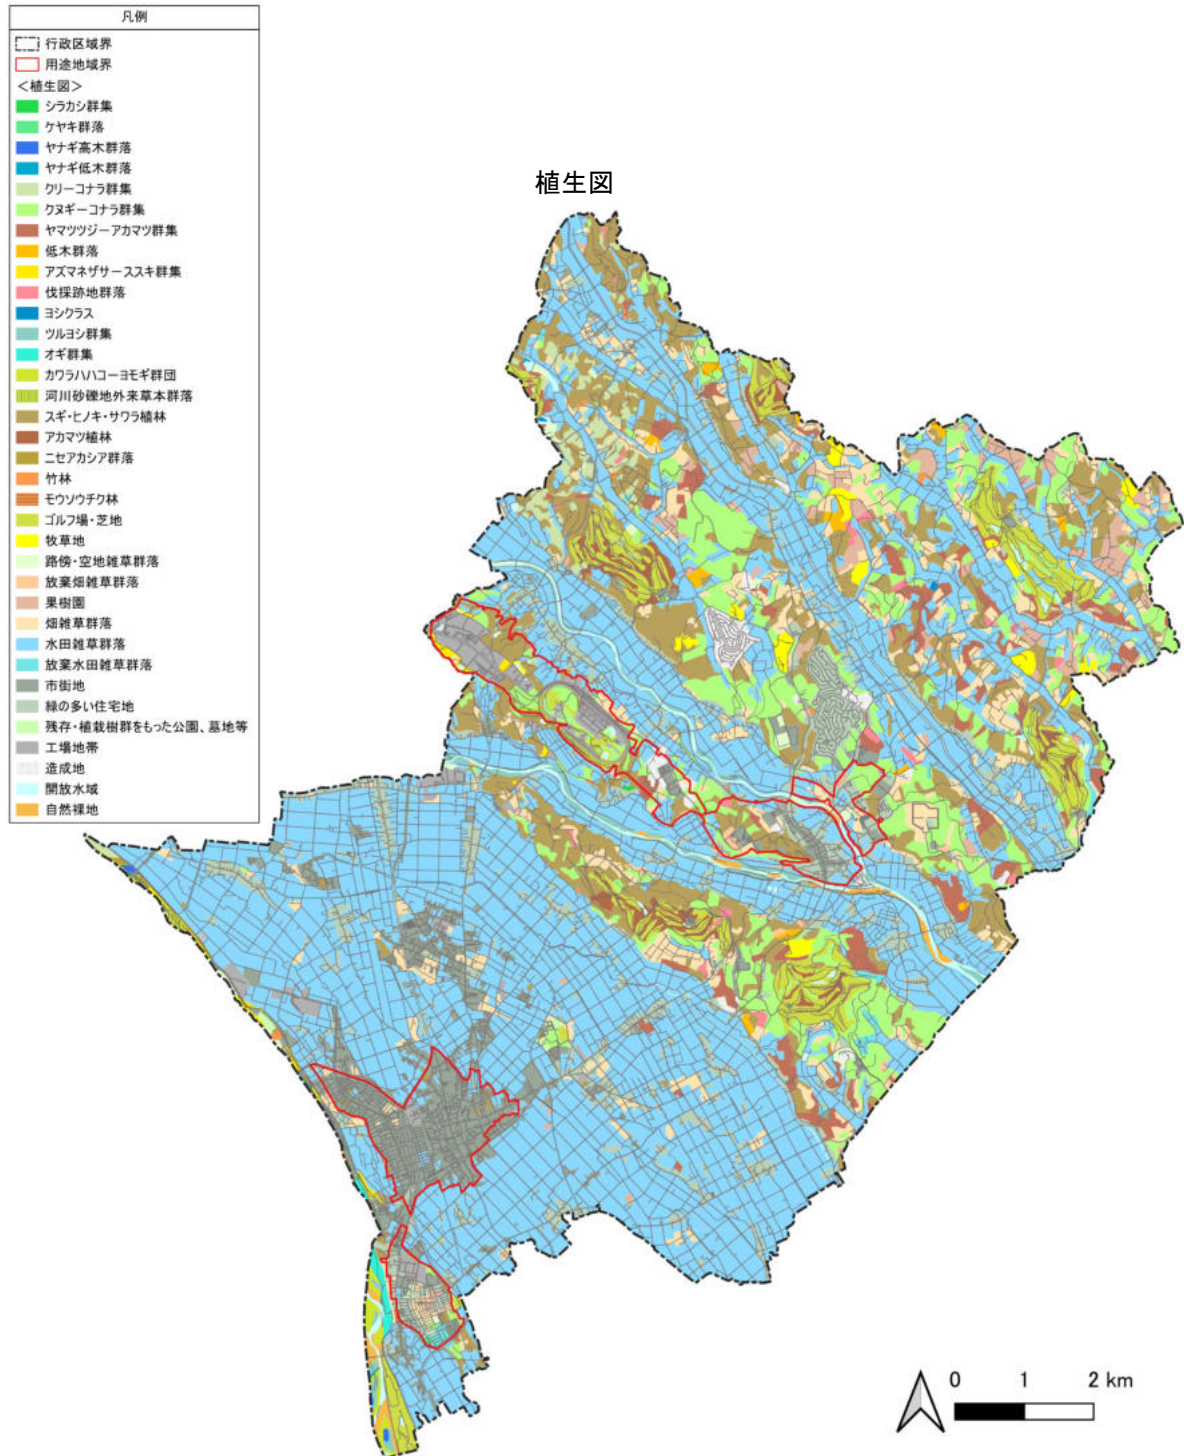 凡例
行政区域界
用途地域界
＜植生図＞
シラカシ群集
ケヤキ群落
ヤナギ高木群落
ヤナギ低木群落
クリーコナラ群集
クヌギーコナラ群集
ヤマツツジーアカマツ群集
低木群落
アズマネザサーススキ群集
伐採跡地群落
ヨシクラス
ツルヨシ群集
オギ群集
カワラハハコーヨモギ群団
河川砂礫地外来草本群落
スギ・ヒノキ・サワラ植林
アカマツ植林
ニセアカシア群落
竹林
モウソウチク林
ゴルフ場・芝地
牧草地
路傍・空地雑草群落
放棄畑雑草群落
果樹園
畑雑草群落
水田雑草群落
放棄水田雑草群落
市街地
緑の多い住宅地
残存・植栽樹群をもった公園、墓地等
工場地帯
造成地
開放水域
自然裸地
植生図
0 1 2 km